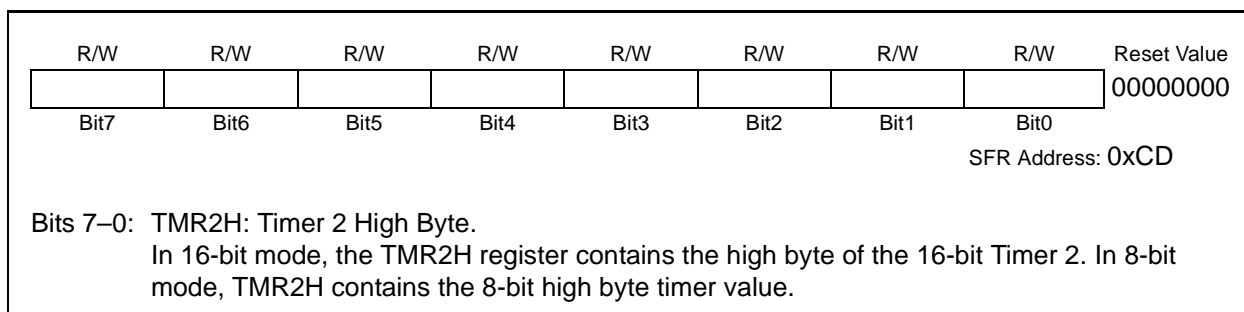 R/W R/W R/W R/W R/W R/W R/W R/W Reset Value
00000000
Bit7 Bit6 Bit5 Bit4 Bit3 Bit2 Bit1 Bit0
SFR Address: 0xCD
Bits 7–0: TMR2H: Timer 2 High Byte.
In 16-bit mode, the TMR2H register contains the high byte of the 16-bit Timer 2. In 8-bit
mode, TMR2H contains the 8-bit high byte timer value.